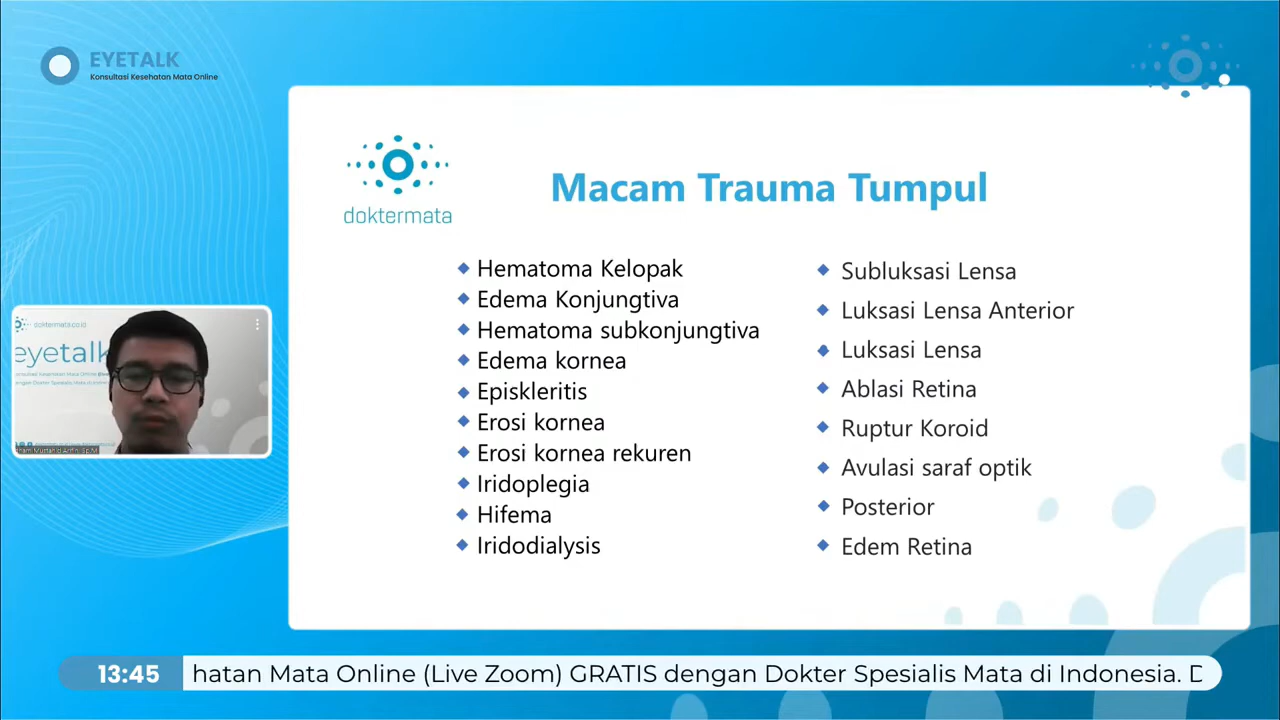 EYETALK
Konsultasi Kesehatan Mata Online
doktermata
Macam Trauma Tumpul
Hematoma Kelopak
Edema Konjungtiva
Hematoma subkonjungtiva
Edema kornea
Episkleritis
Erosi kornea
Erosi kornea rekuren
Iridoplegia
Hifema
Iridodialysis
Subluksasi Lensa
Luksasi Lensa Anterior
Luksasi Lensa
Ablasi Retina
Ruptur Koroid
Avulasi saraf optik
Posterior
Edem Retina
doktermata.co.id
eyetalk
13:45
hatan Mata Online (Live Zoom) GRATIS dengan Dokter Spesialis Mata di Indonesia. D